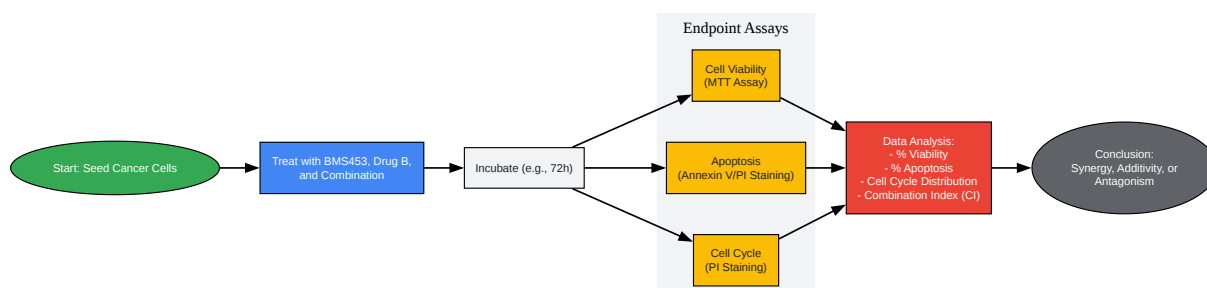 Endpoint Assays
Start: Seed Cancer Cells
Treat with BMS453, Drug B,
and Combination
Incubate (e.g., 72h)
Cell Viability
(MTT Assay)
Apoptosis
(Annexin V/PI Staining)
Cell Cycle
(PI Staining)
Data Analysis:
- % Viability
- % Apoptosis
- Cell Cycle Distribution
- Combination Index (CI)
Conclusion:
Synergy, Additivity, or
Antagonism